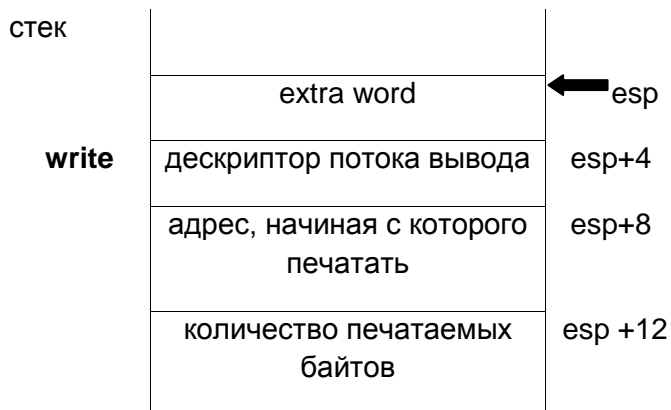 стек
extra word esp
write дескриптор потока вывода esp+4
адрес, начиная с которого esp+8
печатать
количество печатаемых esp +12
байтов